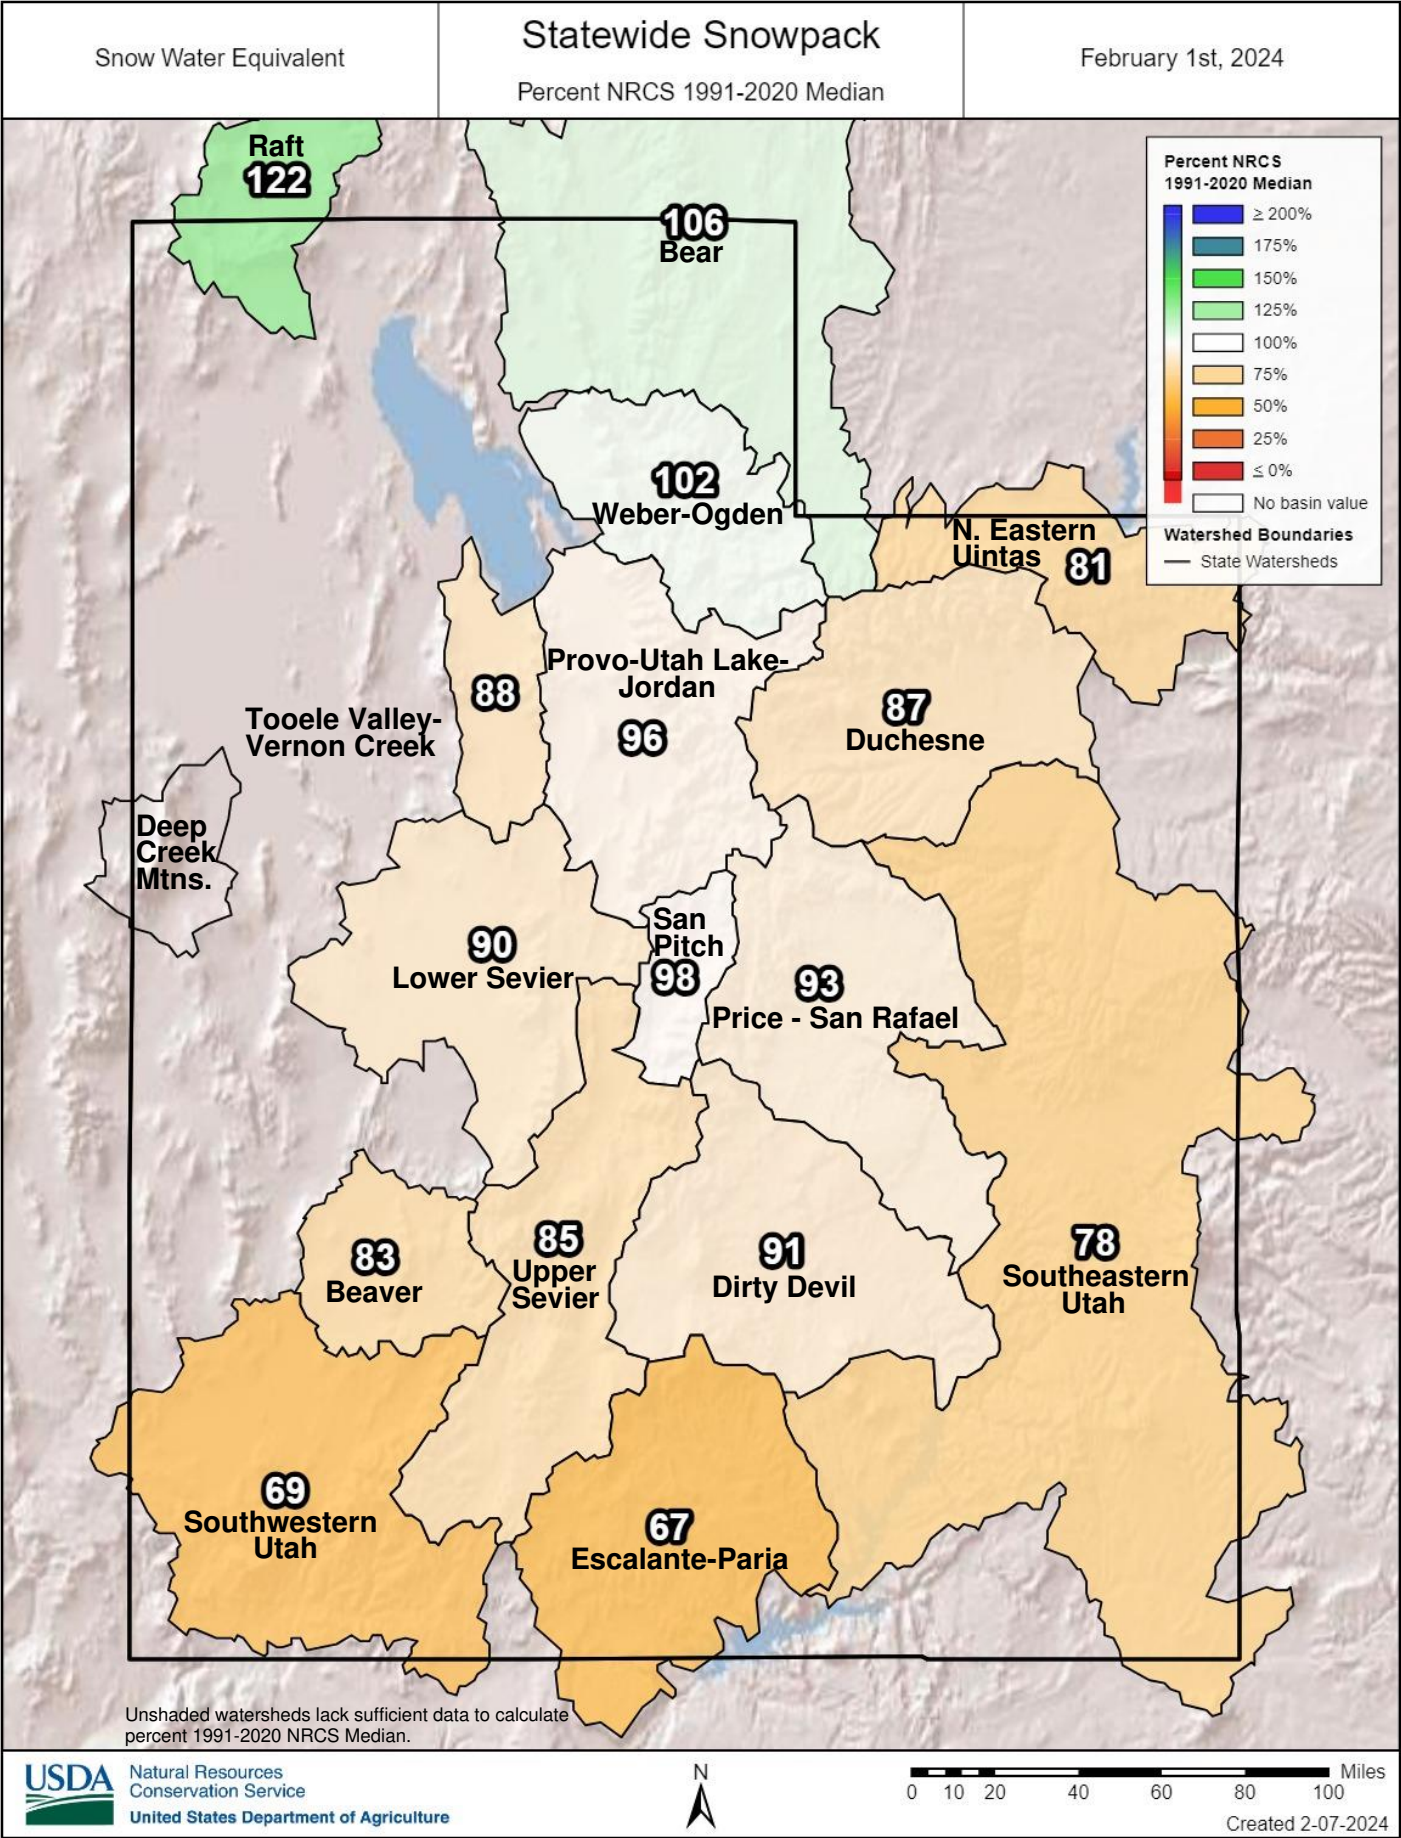 Snow Water Equivalent
Statewide Snowpack
Percent NRCS 1991-2020 Median
February 1st, 2024
Percent NRCS
1991-2020 Median
≥ 200%
175%
150%
125%
100%
75%
50%
25%
≤ 0%
No basin value
Watershed Boundaries
State Watersheds
Raft
122
106
Bear
102
Weber-Ogden
N. Eastern
Uintas
81
Provo-Utah Lake-
Jordan
96
88
Tooele Valley-
Vernon Creek
87
Duchesne
Deep
Creek
Mtns.
90
Lower Sevier
San
Pitch
98
93
Price - San Rafael
83
Beaver
85
Upper
Sevier
91
Dirty Devil
78
Southeastern
Utah
69
Southwestern
Utah
67
Escalante-Paria
Unshaded watersheds lack sufficient data to calculate
percent 1991-2020 NRCS Median.
USDA
Natural Resources
Conservation Service
United States Department of Agriculture
N
Miles
0 10 20 40 60 80 100
Created 2-07-2024